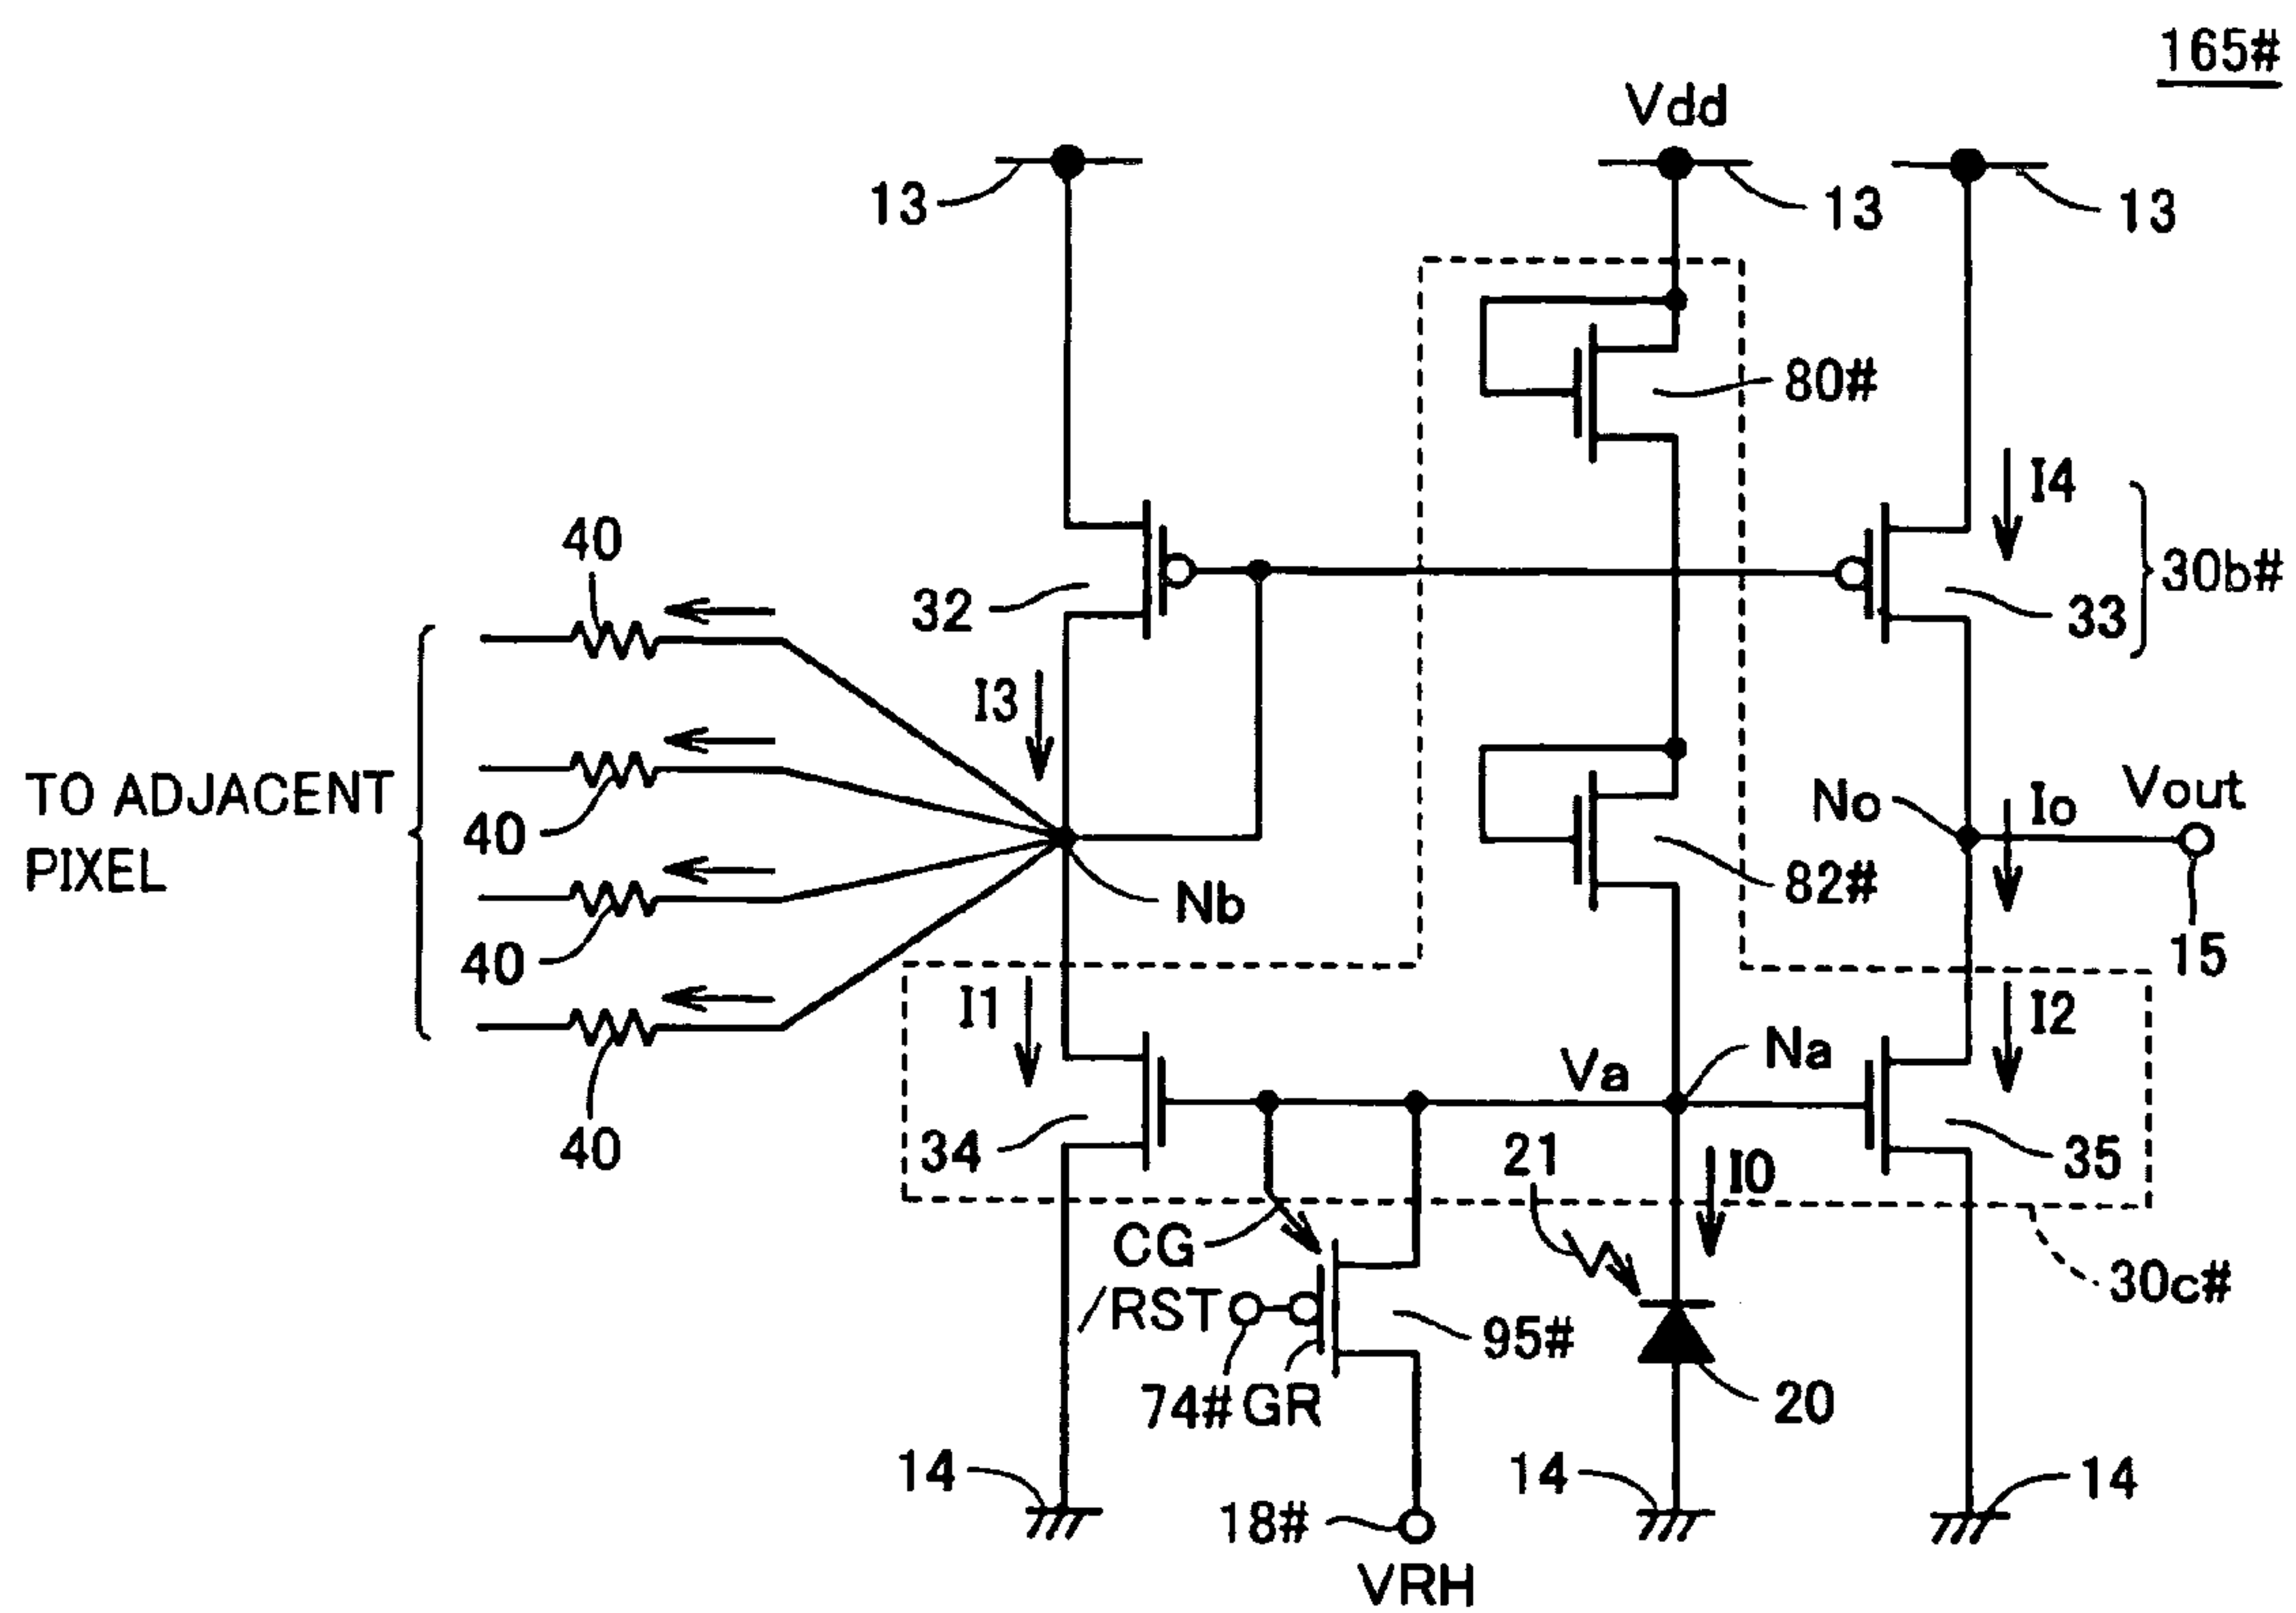 165#
Vdd
13
13
13
80#
I4
40
30b#
32
33
I3
TO ADJACENT
PIXEL
40
No
Io
Vout
82#
Nb
40
15
I1
I2
Va
Na
34
21
I0
35
40
CG
/RST
30c#
95#
74#
GR
20
14
14
14
18#
VRH